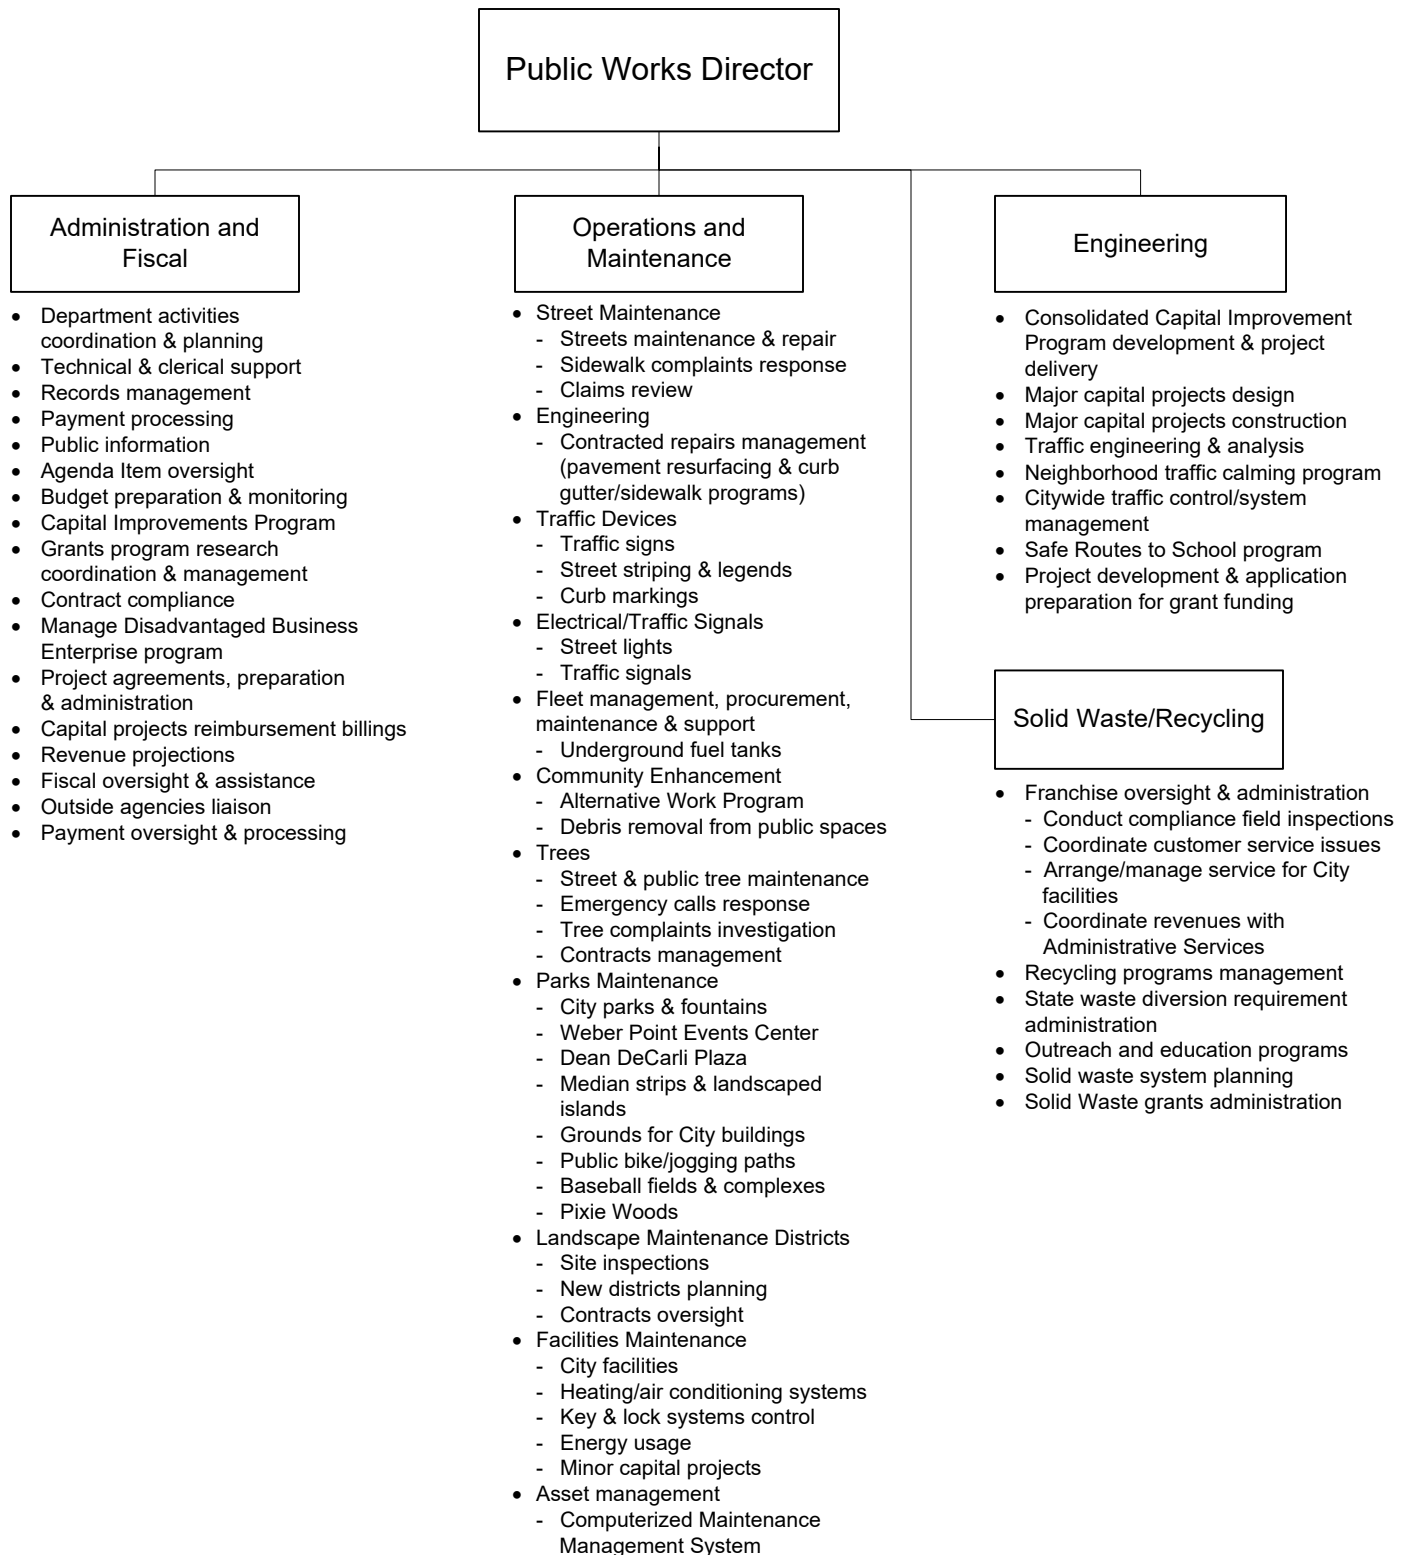 Public Works Director
Administration and
Fiscal
• Department activities
coordination & planning
• Technical & clerical support
• Records management
• Payment processing
• Public information
• Agenda Item oversight
• Budget preparation & monitoring
• Capital Improvements Program
• Grants program research
coordination & management
• Contract compliance
• Manage Disadvantaged Business
Enterprise program
• Project agreements, preparation
& administration
• Capital projects reimbursement billings
• Revenue projections
• Fiscal oversight & assistance
• Outside agencies liaison
• Payment oversight & processing
Operations and
Maintenance
• Street Maintenance
- Streets maintenance & repair
- Sidewalk complaints response
- Claims review
• Engineering
- Contracted repairs management
(pavement resurfacing & curb
gutter/sidewalk programs)
• Traffic Devices
- Traffic signs
- Street striping & legends
- Curb markings
• Electrical/Traffic Signals
- Street lights
- Traffic signals
• Fleet management, procurement,
maintenance & support
- Underground fuel tanks
• Community Enhancement
- Alternative Work Program
- Debris removal from public spaces
• Trees
- Street & public tree maintenance
- Emergency calls response
- Tree complaints investigation
- Contracts management
• Parks Maintenance
- City parks & fountains
- Weber Point Events Center
- Dean DeCarli Plaza
- Median strips & landscaped
islands
- Grounds for City buildings
- Public bike/jogging paths
- Baseball fields & complexes
- Pixie Woods
• Landscape Maintenance Districts
- Site inspections
- New districts planning
- Contracts oversight
• Facilities Maintenance
- City facilities
- Heating/air conditioning systems
- Key & lock systems control
- Energy usage
- Minor capital projects
• Asset management
- Computerized Maintenance
Management System
Engineering
• Consolidated Capital Improvement
Program development & project
delivery
• Major capital projects design
• Major capital projects construction
• Traffic engineering & analysis
• Neighborhood traffic calming program
• Citywide traffic control/system
management
• Safe Routes to School program
• Project development & application
preparation for grant funding
Solid Waste/Recycling
• Franchise oversight & administration
- Conduct compliance field inspections
- Coordinate customer service issues
- Arrange/manage service for City
facilities
- Coordinate revenues with
Administrative Services
• Recycling programs management
• State waste diversion requirement
administration
• Outreach and education programs
• Solid waste system planning
• Solid Waste grants administration